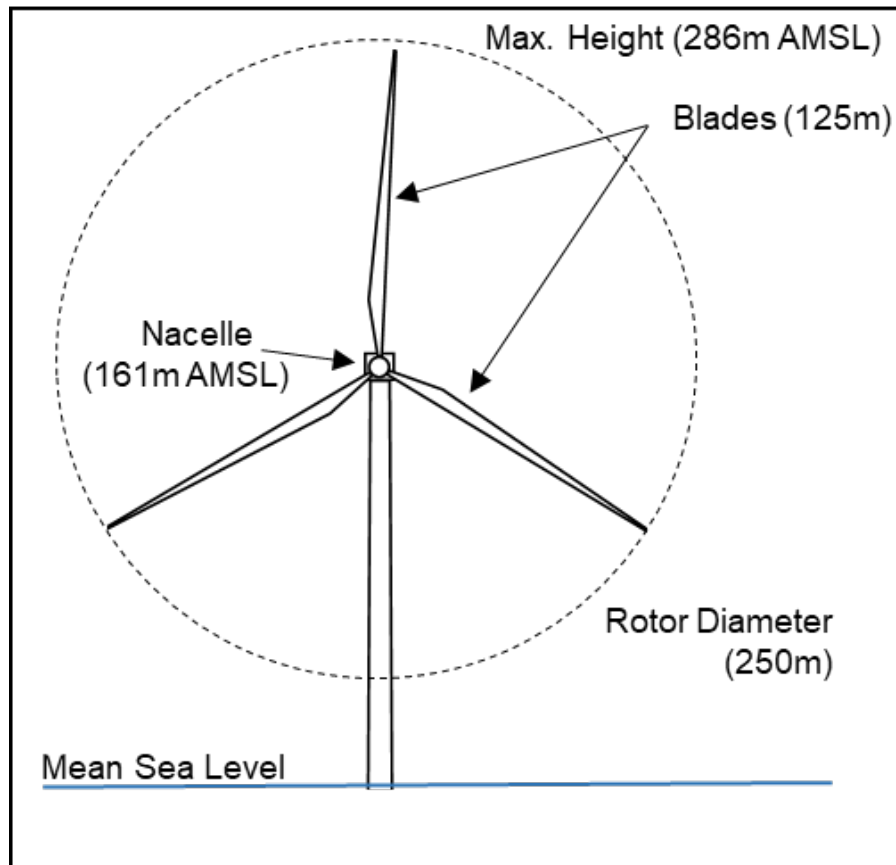 Max. Height (286m AMSL)
Blades (125m)
Nacelle
(161m AMSL)
Rotor Diameter
(250m)
Mean Sea Level